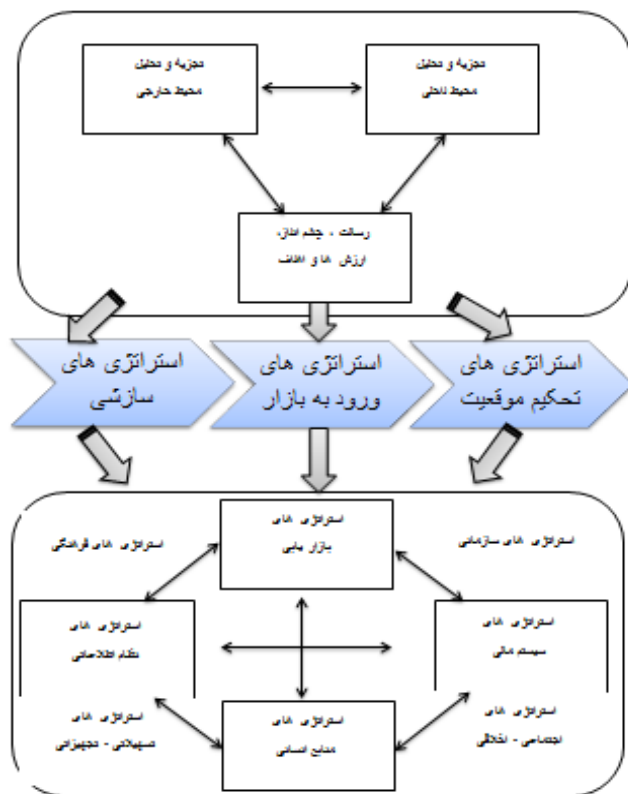 تجزیه و تحلیل
محیط داخلی
تجزیه و تحلیل
محیط خارجی
رسالت ، چشم انداز،
ارزش ها و اهداف
استراتژی های
تحکیم موقعیت
استراتژی های
ورود به بازار
استراتژی های
سازشی
استراتژی های
بازار یابی
استراتژی های سازمانی
استراتژی های فرهنگی
استراتژی های
سیستم مالی
استراتژی های
نظام اطلاعاتی
استراتژی های
اجتماعی - اخلاقی
استراتژی های
منابع انسانی
استراتژی های
تسهیلاتی - تجهیزاتی